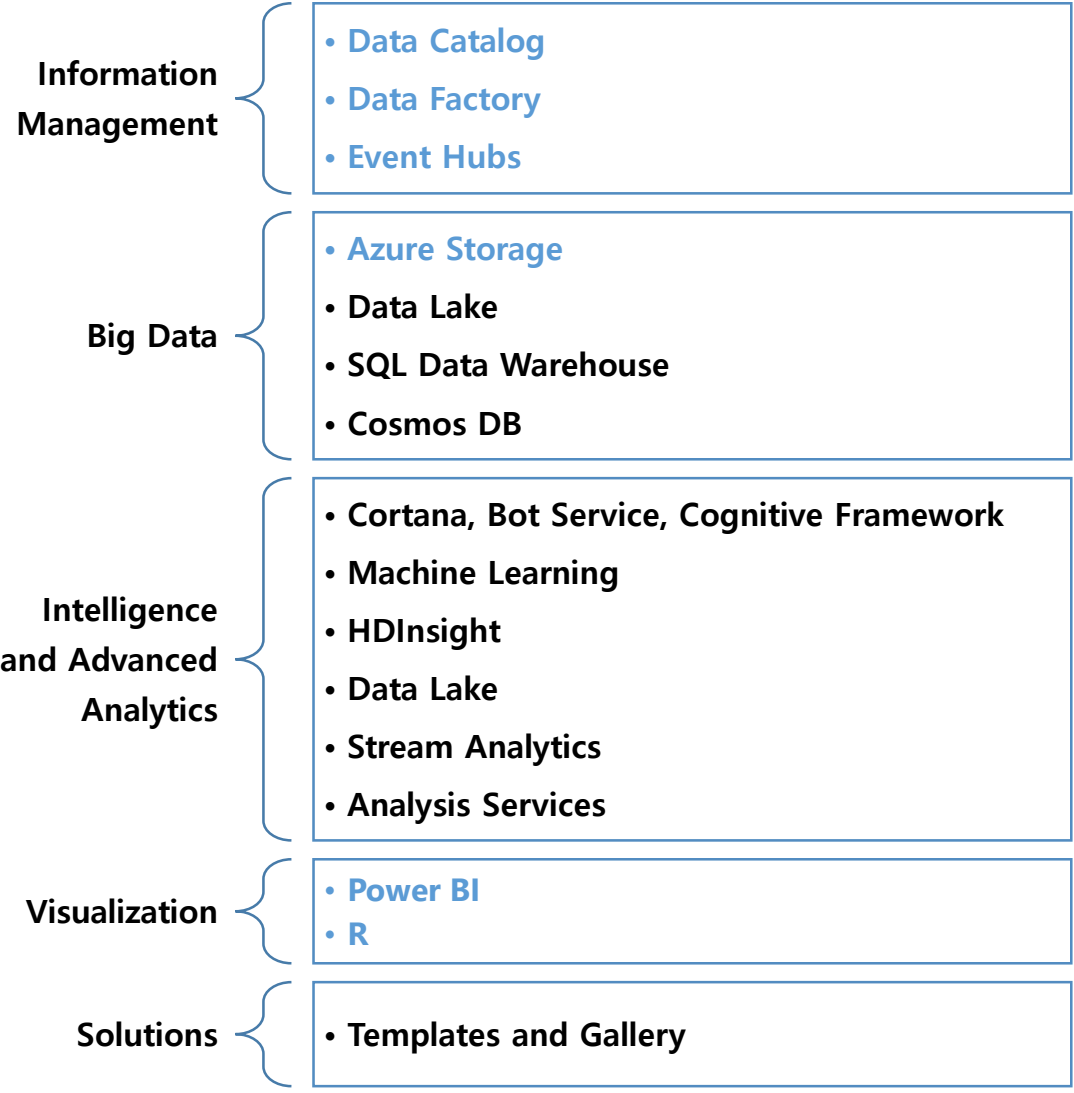 Information
Management
• Data Catalog
• Data Factory
• Event Hubs
Big Data
• Azure Storage
• Data Lake
• SQL Data Warehouse
• Cosmos DB
Intelligence
and Advanced
Analytics
• Cortana, Bot Service, Cognitive Framework
• Machine Learning
• HDInsight
• Data Lake
• Stream Analytics
• Analysis Services
Visualization
• Power BI
• R
Solutions
• Templates and Gallery